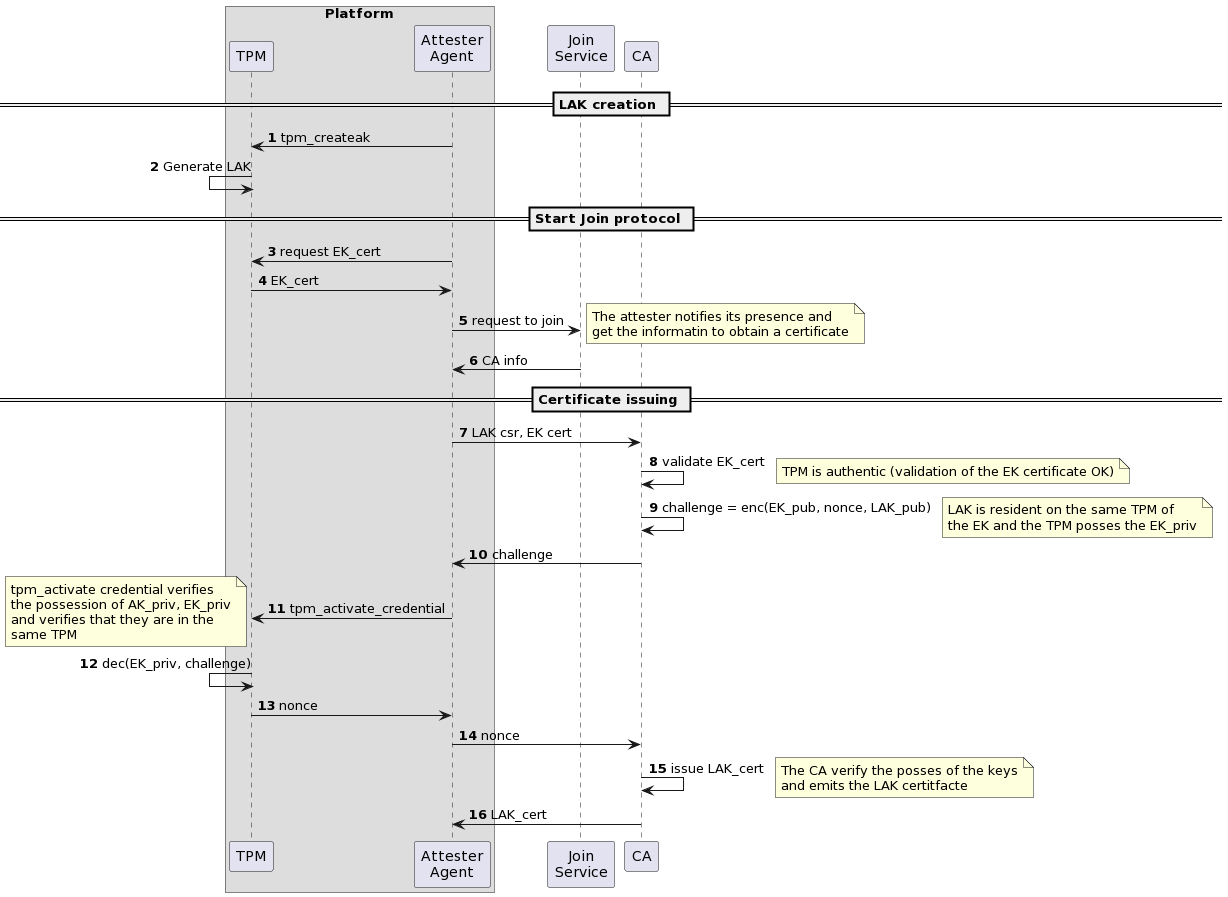 Platform
TPM
Attester
Agent
Join
Service
CA
LAK creation
1 tpm_createak
2 Generate LAK
Start Join protocol
3 request EK_cert
4 EK_cert
5 request to join
The attester notifies its presence and
get the informatin to obtain a certificate
6 CA info
Certificate issuing
7 LAK csr, EK cert
8 validate EK_cert
TPM is authentic (validation of the EK certificate OK)
9 challenge = enc(EK_pub, nonce, LAK_pub)
LAK is resident on the same TPM of
the EK and the TPM posses the EK_priv
10 challenge
tpm_activate credential verifies
the possession of AK_priv, EK_priv
and verifies that they are in the
same TPM
11 tpm_activate_credential
12 dec(EK_priv, challenge)
13 nonce
14 nonce
15 issue LAK_cert
The CA verify the posses of the keys
and emits the LAK certitfacte
16 LAK_cert
TPM
Attester
Agent
Join
Service
CA